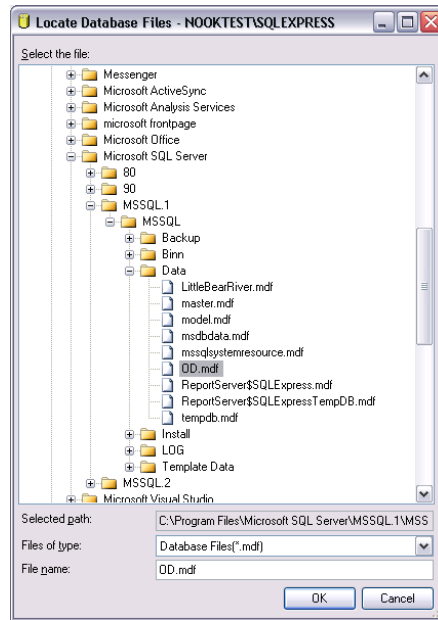 Locate Database Files - NOOKTEST\SQLEXPRESS
Select the file:
Messenger
Microsoft ActiveSync
Microsoft Analysis Services
microsoft frontpage
Microsoft Office
Microsoft SQL Server
80
90
MSSQL.1
MSSQL
Backup
Binn
Data
LittleBearRiver.mdf
master.mdf
model.mdf
msdbdata.mdf
mssqlsystemresource.mdf
OD.mdf
ReportServer$SQLExpress.mdf
ReportServer$SQLExpressTempDB.mdf
tempdb.mdf
Install
LOG
Template Data
MSSQL.2
Microsoft Visual Studio
Selected path: C:\Program Files\Microsoft SQL Server\MSSQL.1\MSS
Files of type: Database Files(*.mdf)
File name: OD.mdf
OK Cancel